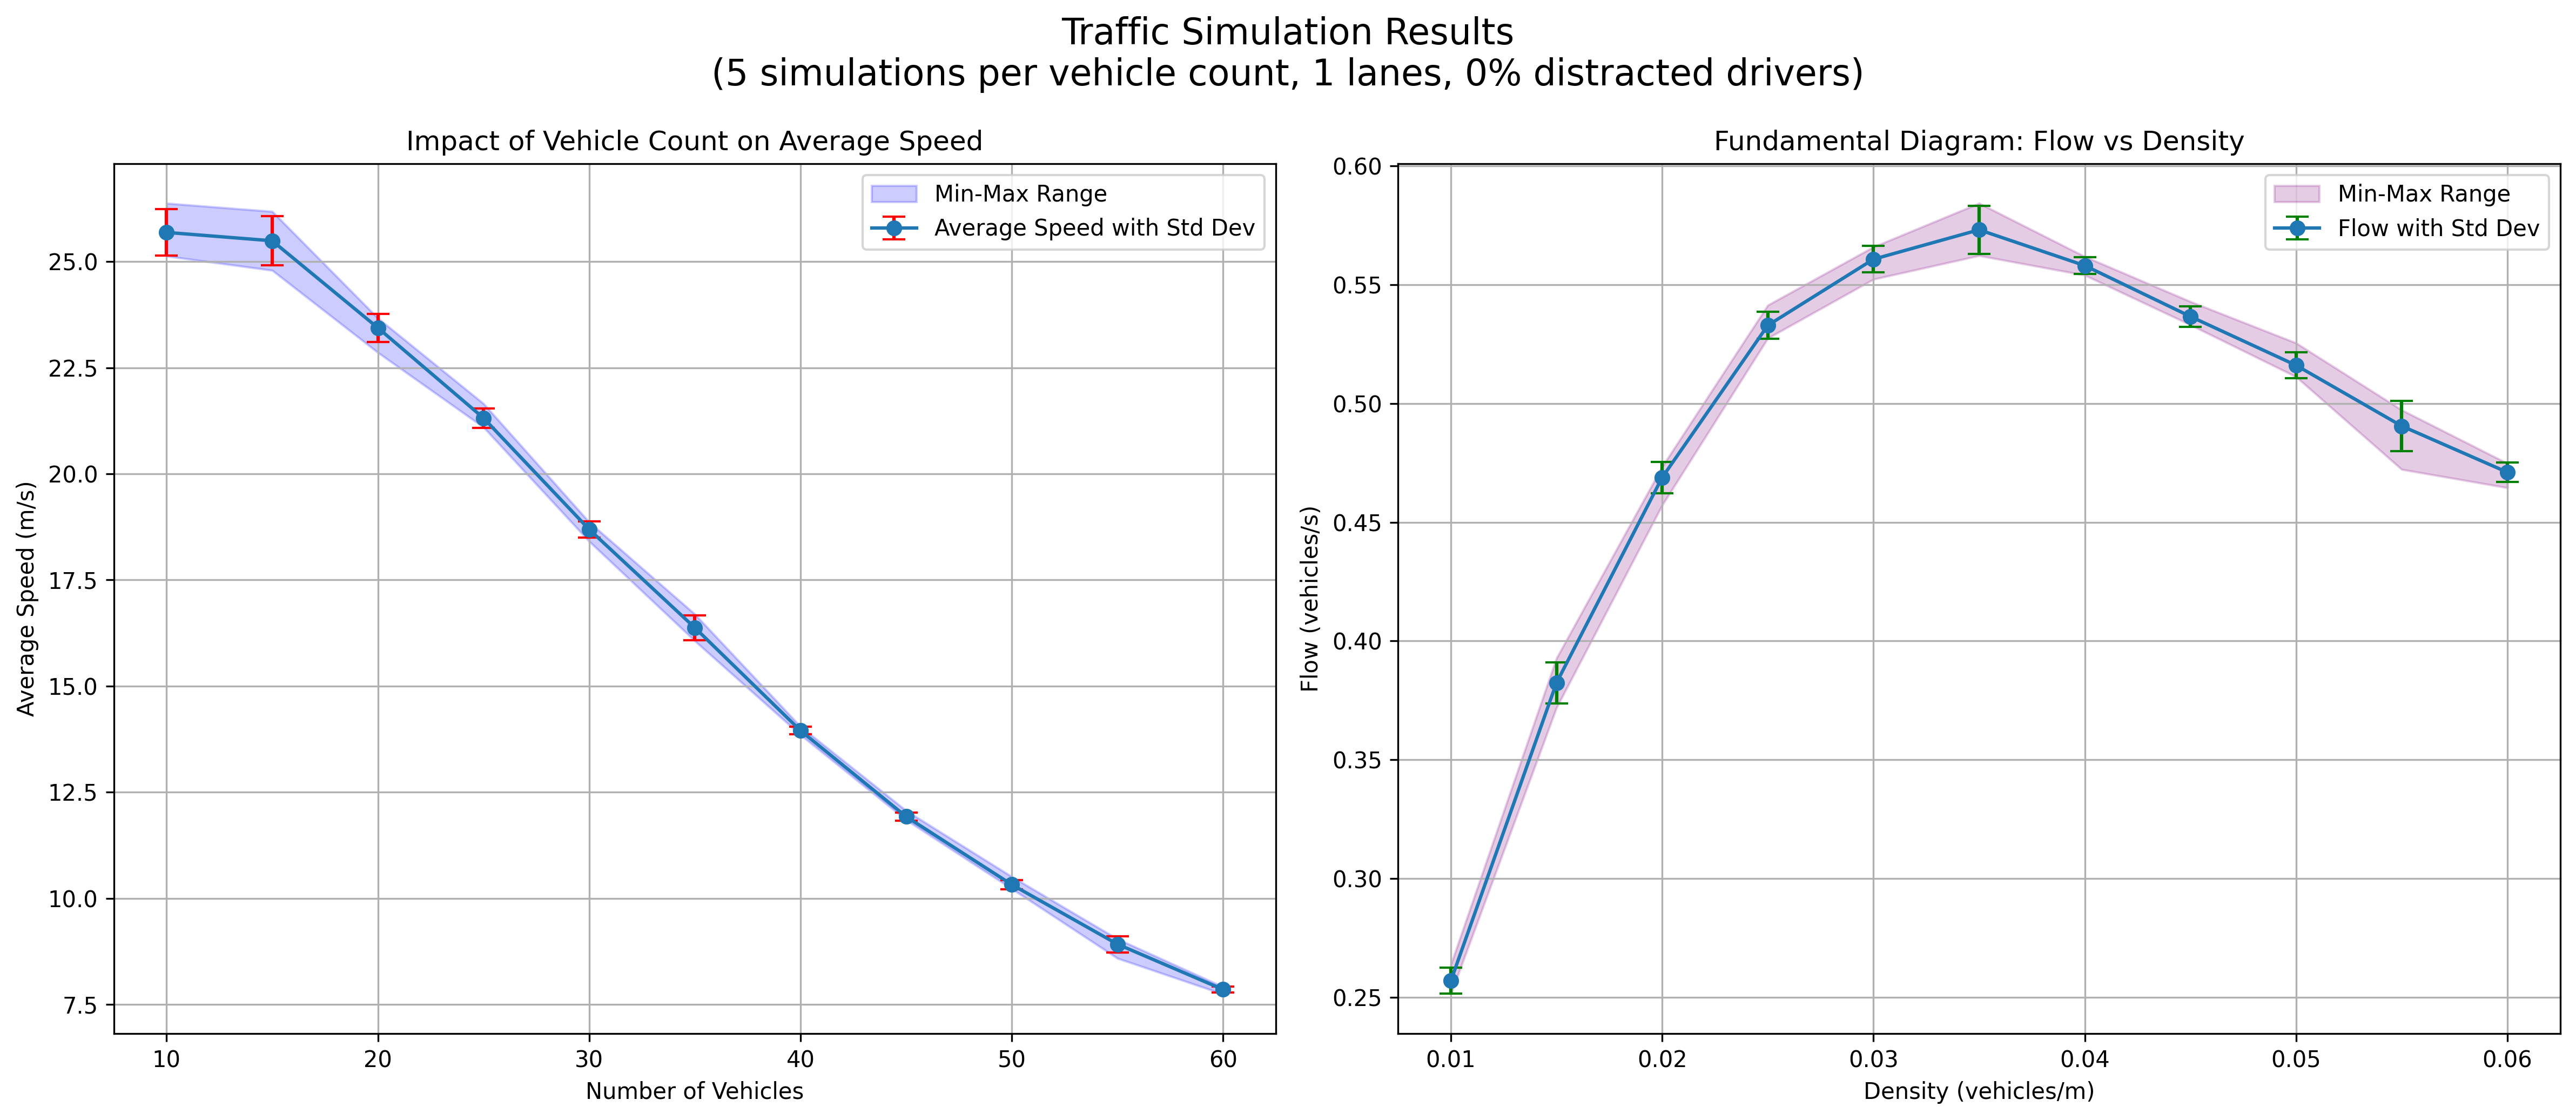 Traffic Simulation Results
(5 simulations per vehicle count, 1 lanes, 0% distracted drivers)
Impact of Vehicle Count on Average Speed
Min-Max Range
Average Speed with Std Dev
25.0
22.5
20.0
17.5
15.0
12.5
10.0
7.5
Average Speed (m/s)
10 20 30 40 50 60
Number of Vehicles
Fundamental Diagram: Flow vs Density
Min-Max Range
Flow with Std Dev
0.60
0.55
0.50
0.45
0.40
0.35
0.30
0.25
Flow (vehicles/s)
0.01 0.02 0.03 0.04 0.05 0.06
Density (vehicles/m)